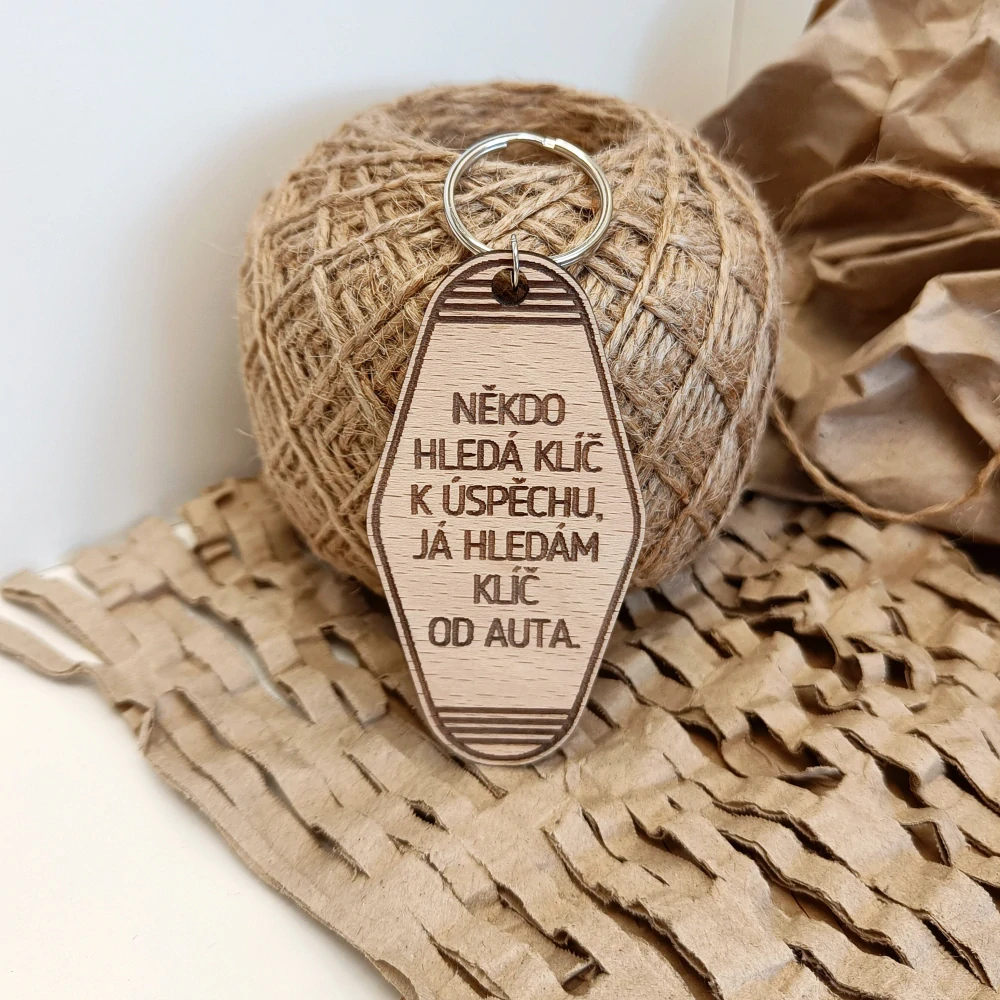 NĚKDO
HLEDÁ KLÍČ
K ÚSPĚCHU,
JÁ HLEDÁM
KLÍČ
OD AUTA.